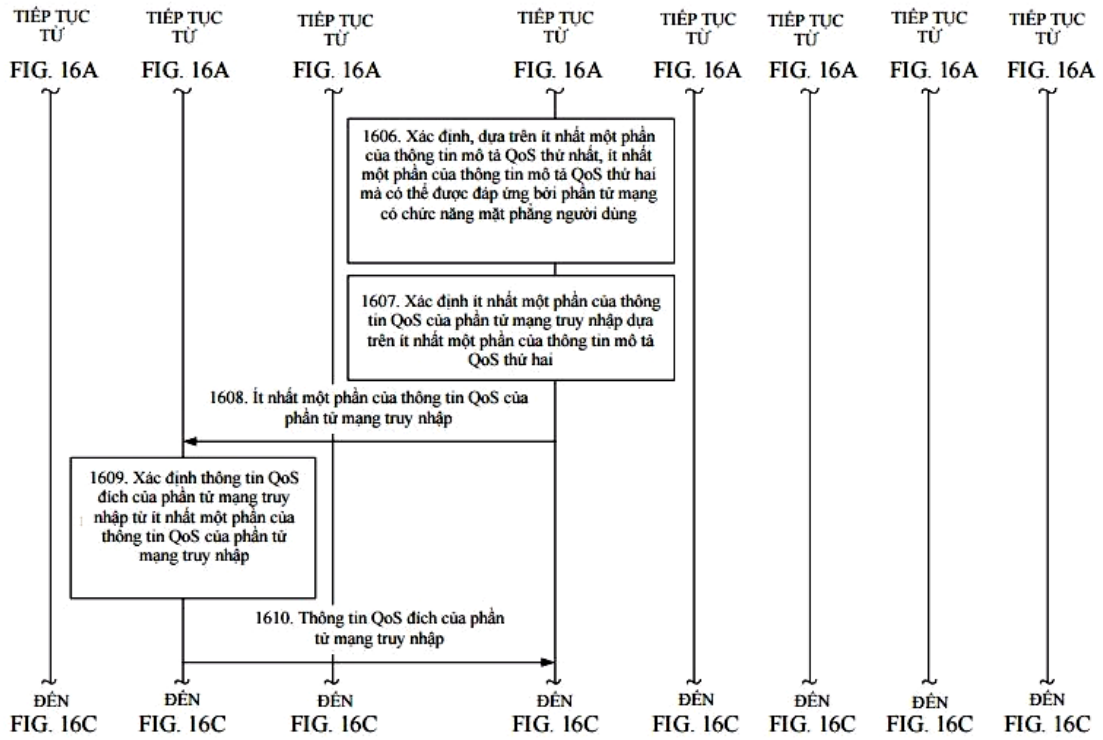 TIẾP TỤC TỪ
FIG. 16A
TIẾP TỤC TỪ
FIG. 16A
TIẾP TỤC TỪ
FIG. 16A
TIẾP TỤC TỪ
FIG. 16A
TIẾP TỤC TỪ
FIG. 16A
TIẾP TỤC TỪ
FIG. 16A
TIẾP TỤC TỪ
FIG. 16A
TIẾP TỤC TỪ
FIG. 16A
1606. Xác định, dựa trên ít nhất một phần
của thông tin mô tả QoS thứ nhất, ít nhất
một phần của thông tin mô tả QoS thứ hai
mà có thể được đáp ứng bởi phần tử mạng
có chức năng mặt phẳng người dùng
1607. Xác định ít nhất một phần của thông
tin QoS của phần tử mạng truy nhập dựa
trên ít nhất một phần của thông tin mô tả
QoS thứ hai
1608. Ít nhất một phần của thông tin QoS của
phần tử mạng truy nhập
1609. Xác định thông tin QoS
đích của phần tử mạng truy
nhập từ ít nhất một phần của
thông tin QoS của phần tử
mạng truy nhập
1610. Thông tin QoS đích của phần
tử mạng truy nhập
ĐẾN
FIG. 16C
ĐẾN
FIG. 16C
ĐẾN
FIG. 16C
ĐẾN
FIG. 16C
ĐẾN
FIG. 16C
ĐẾN
FIG. 16C
ĐẾN
FIG. 16C
ĐẾN
FIG. 16C